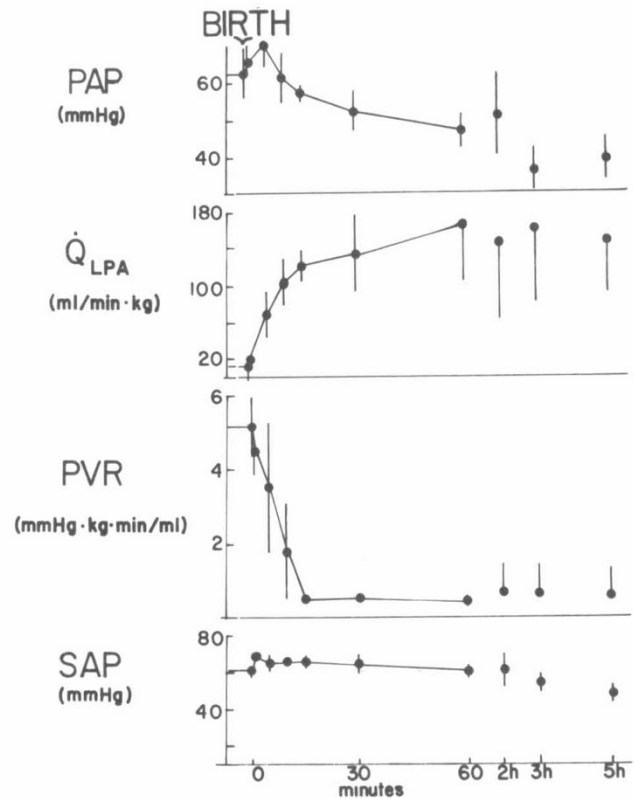 BIRTH
PAP
(mmHg)
60
40
Q̇LPA
(ml/min·kg)
180
100
20
PVR
(mmHg·kg·min/ml)
6
4
2
SAP
(mmHg)
80
40
0 30 60 2h 3h 5h
minutes